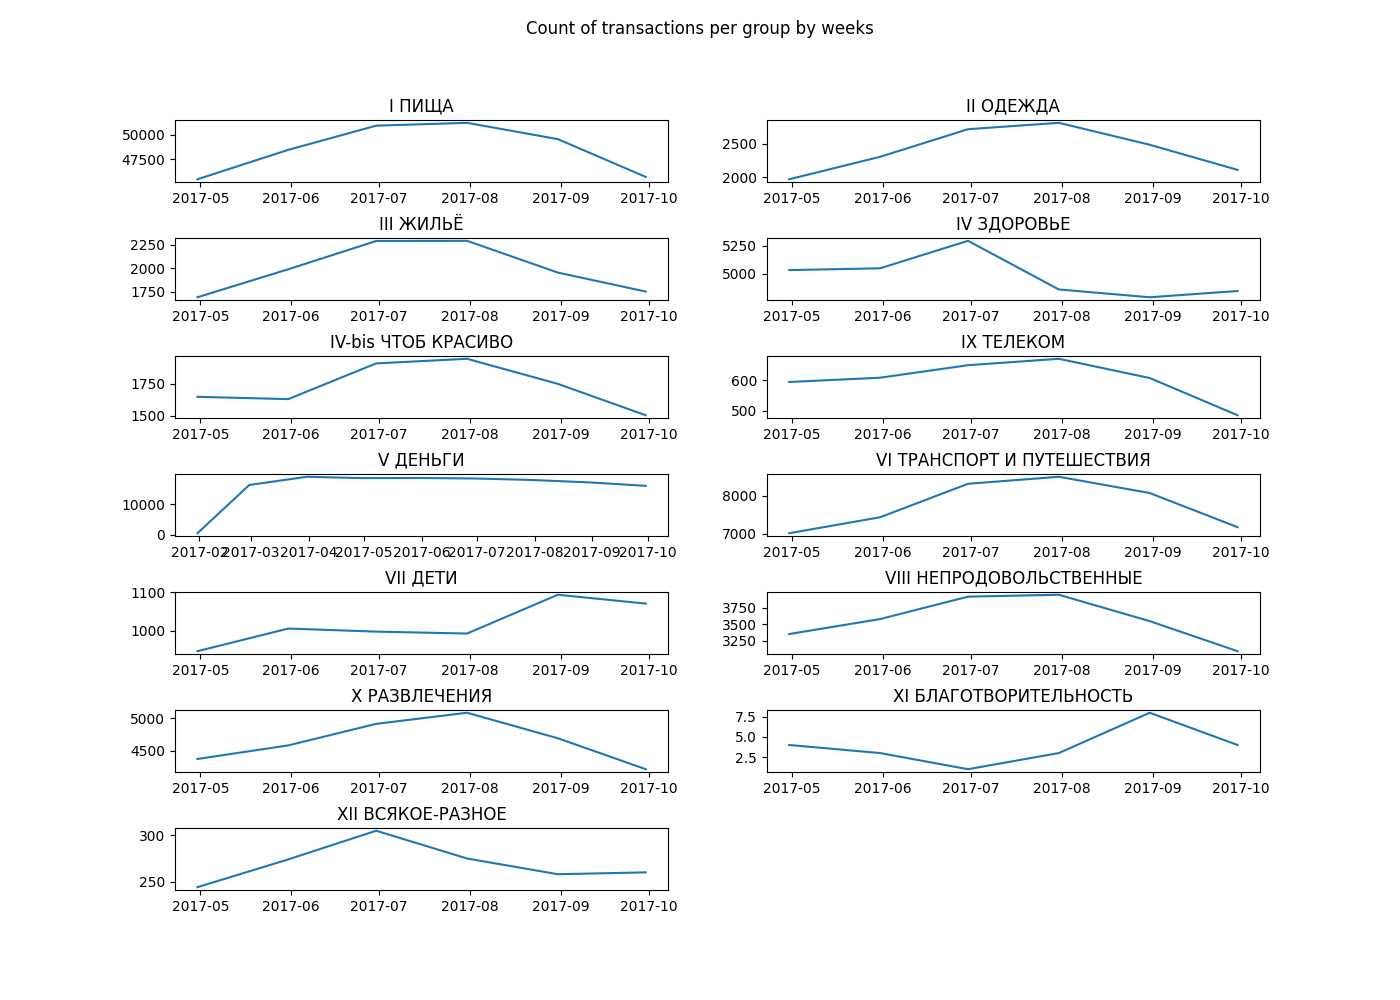 Count of transactions per group by weeks
I ПИЩА
50000
47500
2017-05 2017-06 2017-07 2017-08 2017-09 2017-10
II ОДЕЖДА
2500
2000
2017-05 2017-06 2017-07 2017-08 2017-09 2017-10
III ЖИЛЬЁ
2250
2000
1750
2017-05 2017-06 2017-07 2017-08 2017-09 2017-10
IV ЗДОРОВЬЕ
5250
5000
2017-05 2017-06 2017-07 2017-08 2017-09 2017-10
IV-bis ЧТОБ КРАСИВО
1750
1500
2017-05 2017-06 2017-07 2017-08 2017-09 2017-10
IX ТЕЛЕКОМ
600
500
2017-05 2017-06 2017-07 2017-08 2017-09 2017-10
V ДЕНЬГИ
10000
0
2017-02 2017-03 2017-04 2017-05 2017-06 2017-07 2017-08 2017-09 2017-10
VI ТРАНСПОРТ И ПУТЕШЕСТВИЯ
8000
7000
2017-05 2017-06 2017-07 2017-08 2017-09 2017-10
VII ДЕТИ
1100
1000
2017-05 2017-06 2017-07 2017-08 2017-09 2017-10
VIII НЕПРОДОВОЛЬСТВЕННЫЕ
3750
3500
3250
2017-05 2017-06 2017-07 2017-08 2017-09 2017-10
X РАЗВЛЕЧЕНИЯ
5000
4500
2017-05 2017-06 2017-07 2017-08 2017-09 2017-10
XI БЛАГОТВОРИТЕЛЬНОСТЬ
7.5
5.0
2.5
2017-05 2017-06 2017-07 2017-08 2017-09 2017-10
XII ВСЯКОЕ-РАЗНОЕ
300
250
2017-05 2017-06 2017-07 2017-08 2017-09 2017-10